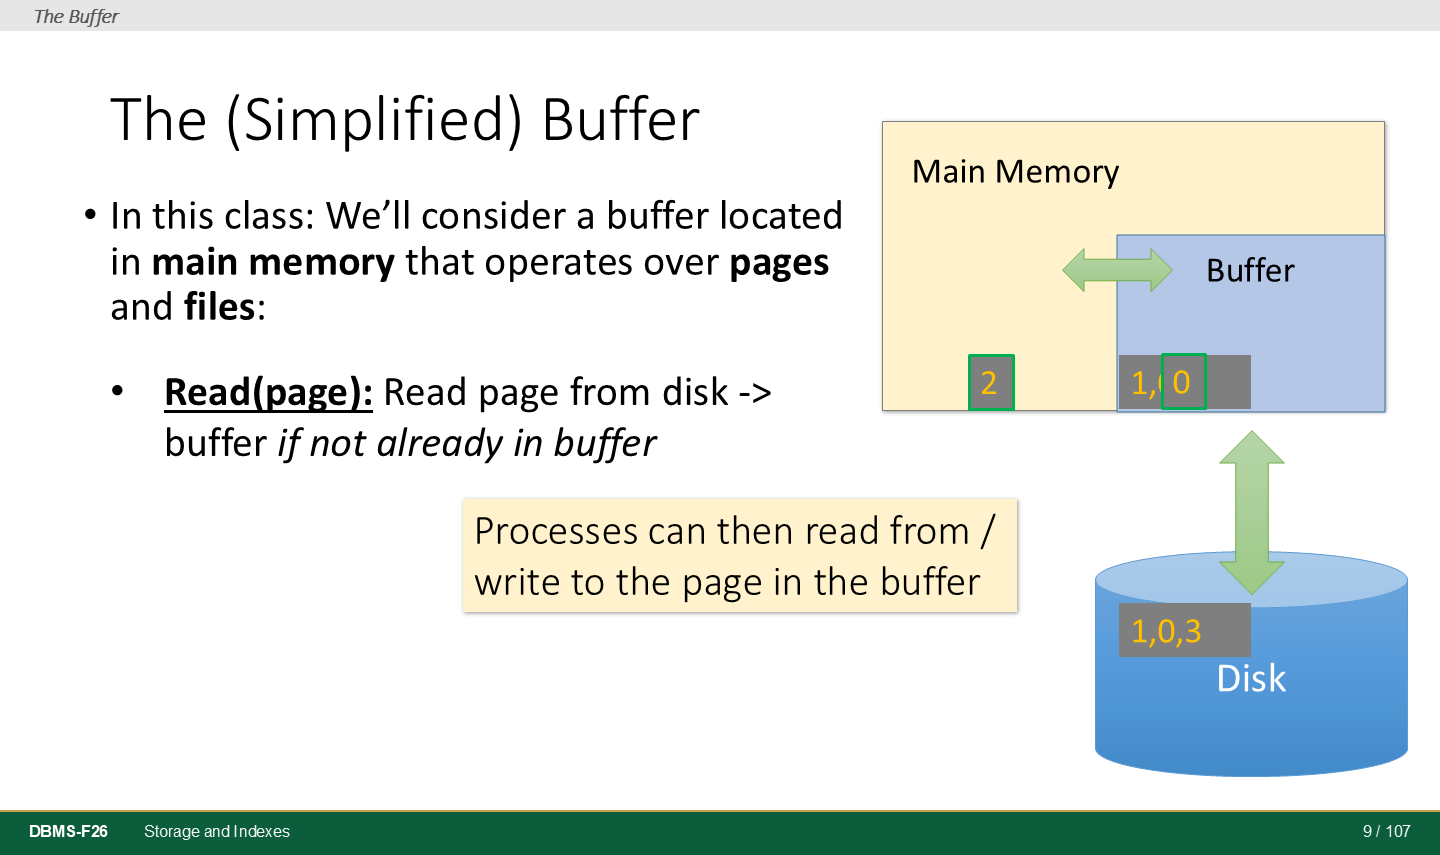 The Buffer
The (Simplified) Buffer
• In this class: We'll consider a buffer located
in main memory that operates over pages
and files:
• Read(page): Read page from disk ->
buffer if not already in buffer
Processes can then read from /
write to the page in the buffer
Main Memory
Buffer
2
1,
0
1,0,3
Disk
DBMS-F26
Storage and Indexes
9 / 107